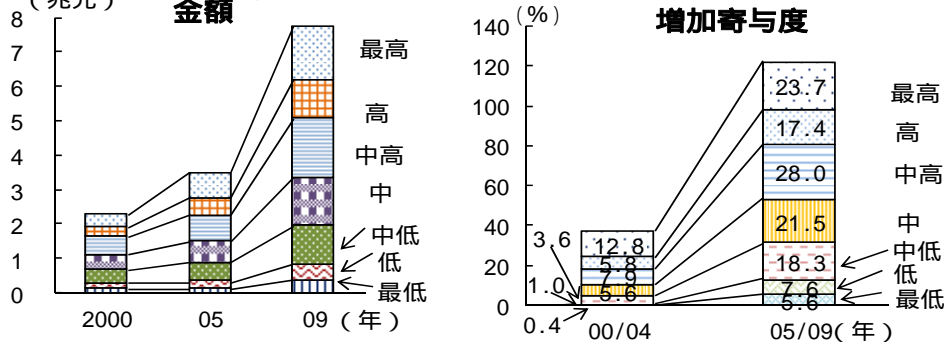 (兆元)
金額
8
7
6
5
4
3
2
1
0
2000
05
09
(年)
最高
高
中高
中
中低
低
最低
(%)
増加寄与度
140
120
100
80
60
40
20
0
3.6
1.0
0.4
12.8
5.8
7.9
5.6
23.7
17.4
28.0
21.5
18.3
7.6
5.6
00/04
05/09(年)
最高
高
中高
中
中低
低
最低